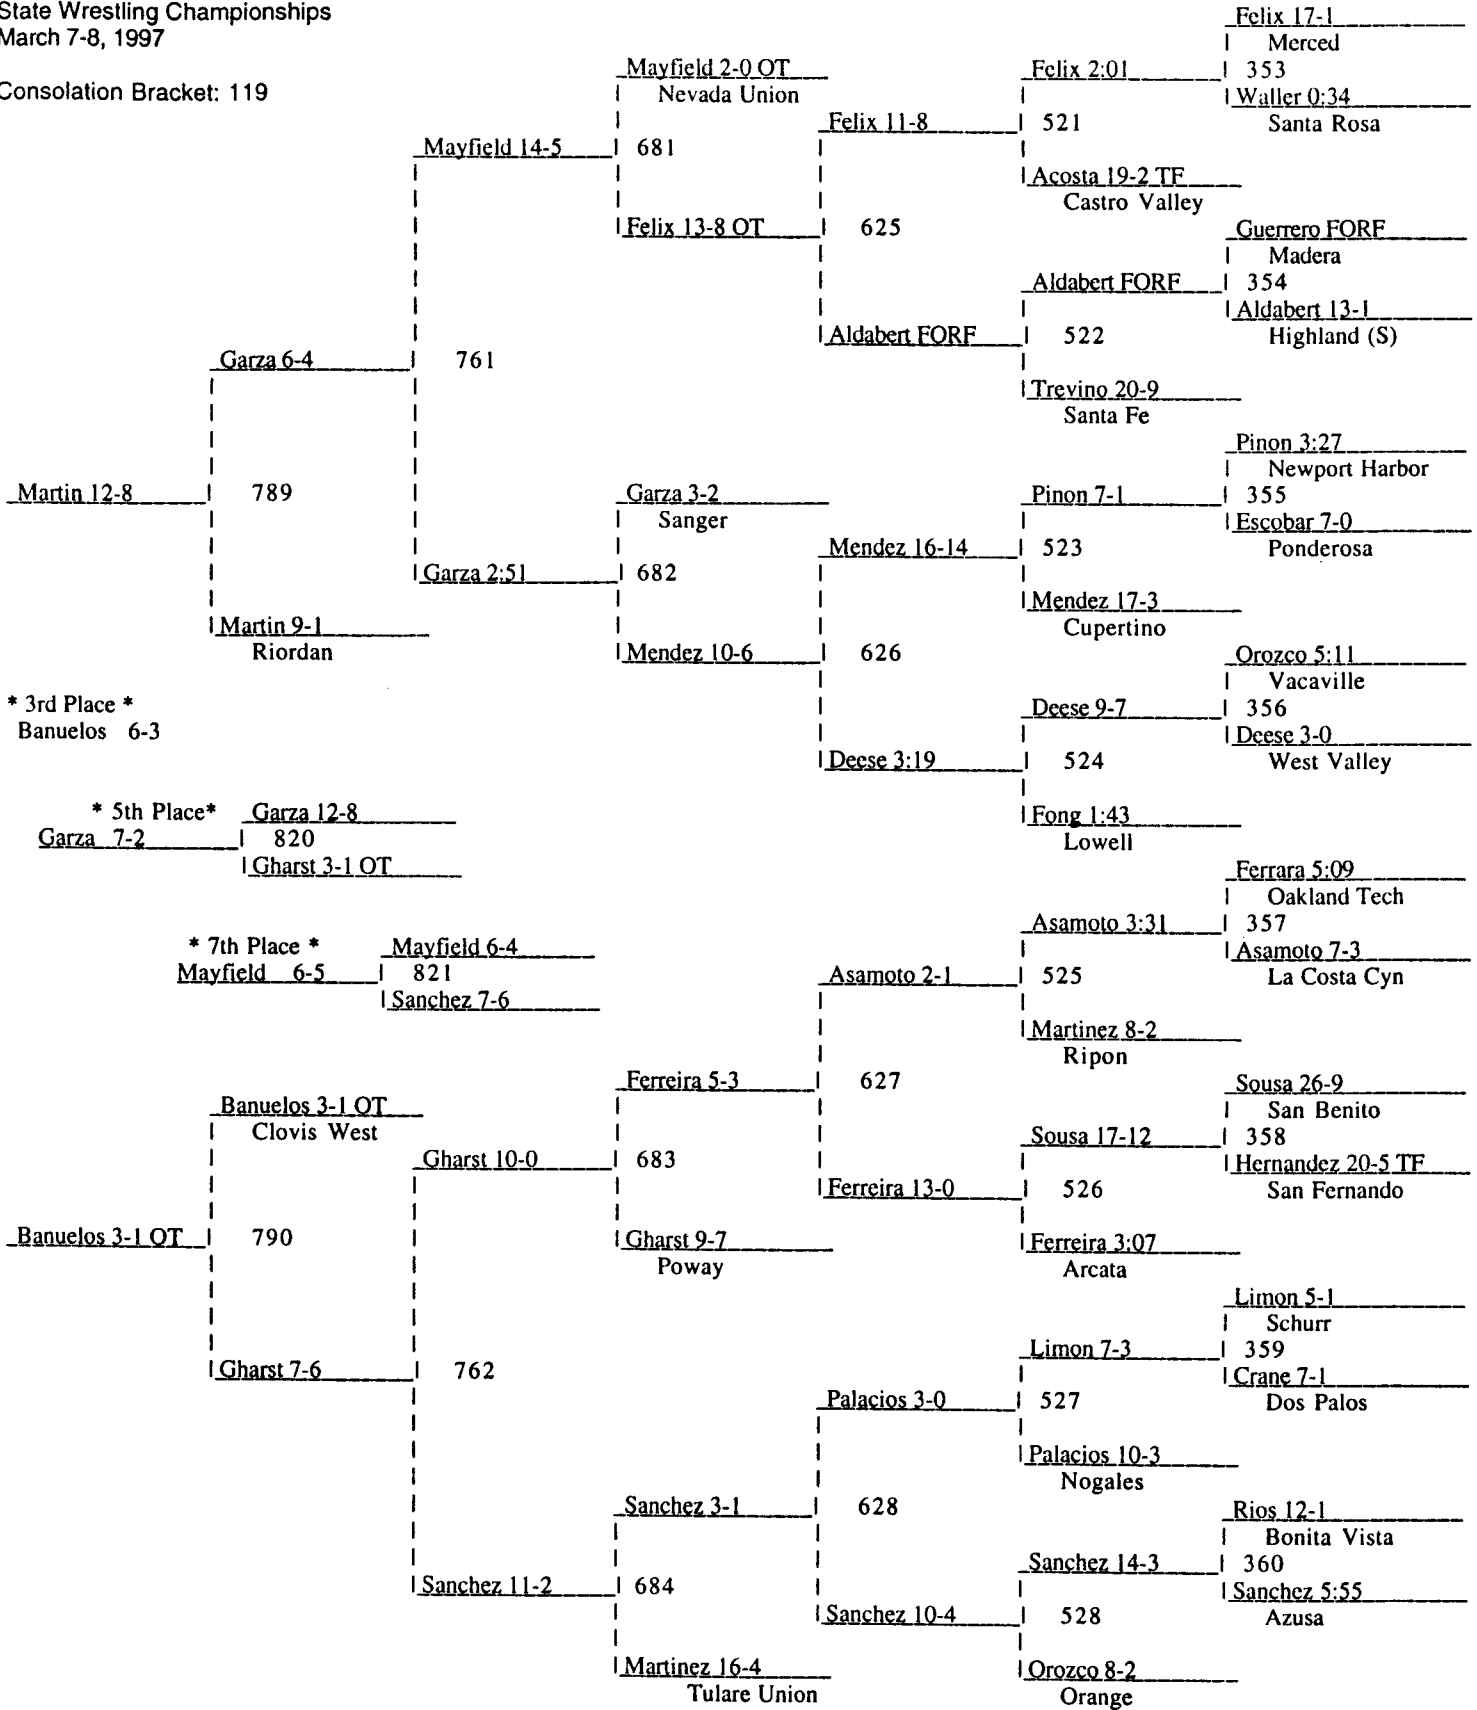 State Wrestling Championships
March 7-8, 1997
Consolation Bracket: 119
Felix 17-1
Merced
353
Waller 0:34
Santa Rosa
Felix 2:01
521
Acosta 19-2 TF
Castro Valley
Guerrero FORF
Madera
354
Aldabert 13-1
Highland (S)
Aldabert FORF
522
Trevino 20-9
Santa Fe
Felix 11-8
625
Aldabert FORF
Mayfield 2-0 OT
Nevada Union
681
Felix 13-8 OT
Mayfield 14-5
761
Garza 2:51
Garza 6-4
789
Martin 9-1
Riordan
Martin 12-8
Garza 3-2
Sanger
682
Mendez 10-6
Mendez 16-14
626
Deese 3:19
Pinon 7-1
523
Mendez 17-3
Cupertino
Pinon 3:27
Newport Harbor
355
Escobar 7-0
Ponderosa
Orozco 5:11
Vacaville
356
Deese 3-0
West Valley
Deese 9-7
524
Fong 1:43
Lowell
* 3rd Place *
Banuelos 6-3
* 5th Place*
Garza 7-2
Garza 12-8
820
Gharst 3-1 OT
* 7th Place *
Mayfield 6-5
Mayfield 6-4
821
Sanchez 7-6
Ferrara 5:09
Oakland Tech
357
Asamoto 7-3
La Costa Cyn
Asamoto 3:31
525
Martinez 8-2
Ripon
Asamoto 2-1
627
Ferreira 13-0
Sousa 26-9
San Benito
358
Hernandez 20-5 TF
San Fernando
Sousa 17-12
526
Ferreira 3:07
Arcata
Ferreira 5-3
683
Gharst 9-7
Poway
Banuelos 3-1 OT
Clovis West
790
Gharst 7-6
Banuelos 3-1 OT
Gharst 10-0
762
Sanchez 11-2
Limon 5-1
Schurr
359
Crane 7-1
Dos Palos
Limon 7-3
527
Palacios 10-3
Nogales
Palacios 3-0
628
Sanchez 10-4
Sanchez 3-1
684
Martinez 16-4
Tulare Union
Rios 12-1
Bonita Vista
360
Sanchez 5:55
Azusa
Sanchez 14-3
528
Orozco 8-2
Orange